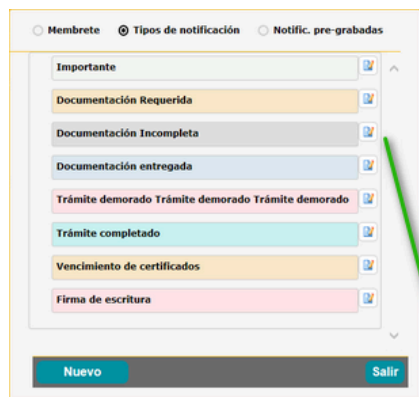 Membrete Tipos de notificación Notific. pre-grabadas
Importante
Documentación Requerida
Documentación Incompleta
Documentación entregada
Trámite demorado Trámite demorado Trámite demorado
Trámite completado
Vencimiento de certificados
Firma de escritura
Nuevo Salir